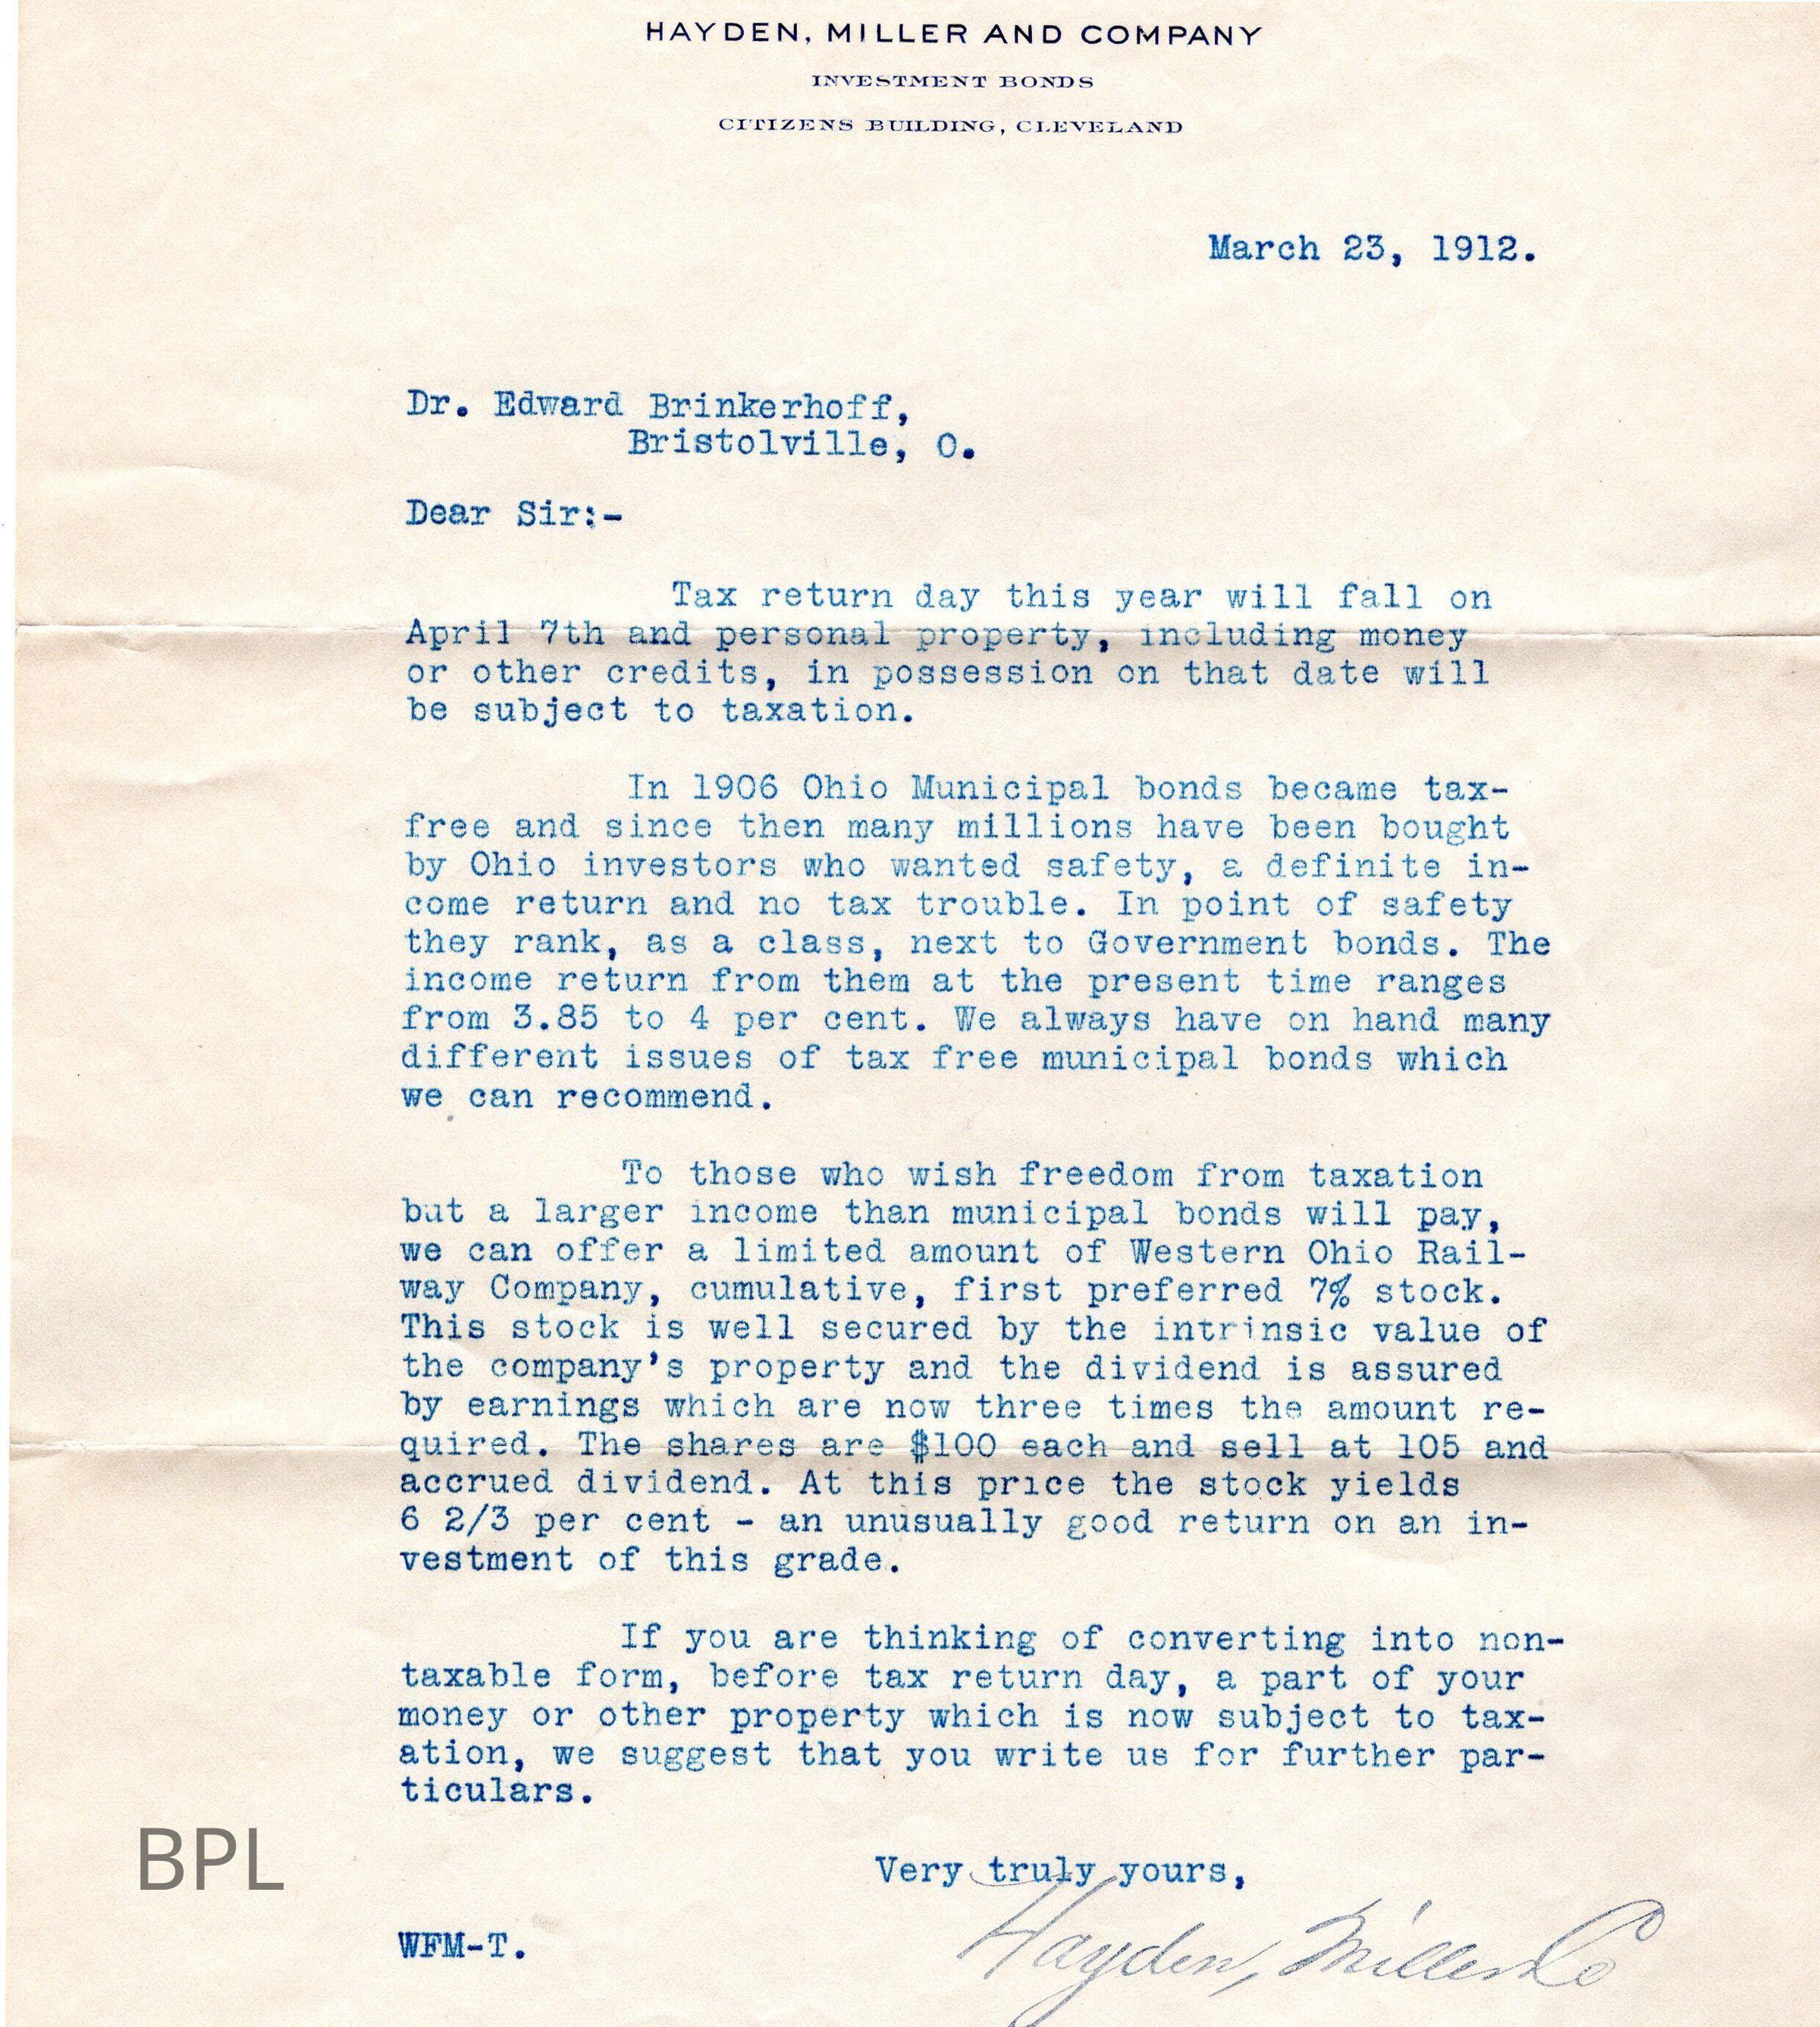 HAYDEN, MILLER AND COMPANY
INVESTMENT BONDS
CITIZENS BUILDING, CLEVELAND
March 23, 1912.
Dr. Edward Brinkerhoff,
Bristolville, O.
Dear Sir:-
Tax return day this year will fall on
April 7th and personal property, including money
or other credits, in possession on that date will
be subject to taxation.
In 1906 Ohio Municipal bonds became tax-
free and since then many millions have been bought
by Ohio investors who wanted safety, a definite in-
come return and no tax trouble. In point of safety
they rank, as a class, next to Government bonds. The
income return from them at the present time ranges
from 3.85 to 4 per cent. We always have on hand many
different issues of tax free municipal bonds which
we can recommend.
To those who wish freedom from taxation
but a larger income than municipal bonds will pay,
we can offer a limited amount of Western Ohio Rail-
way Company, cumulative, first preferred 7% stock.
This stock is well secured by the intrinsic value of
the company's property and the dividend is assured
by earnings which are now three times the amount re-
quired. The shares are $100 each and sell at 105 and
accrued dividend. At this price the stock yields
6 2/3 per cent - an unusually good return on an in-
vestment of this grade.
If you are thinking of converting into non-
taxable form, before tax return day, a part of your
money or other property which is now subject to tax-
ation, we suggest that you write us for further par-
ticulars.
BPL
Very truly yours,
WFM-T.
Hayden, Miller & Co